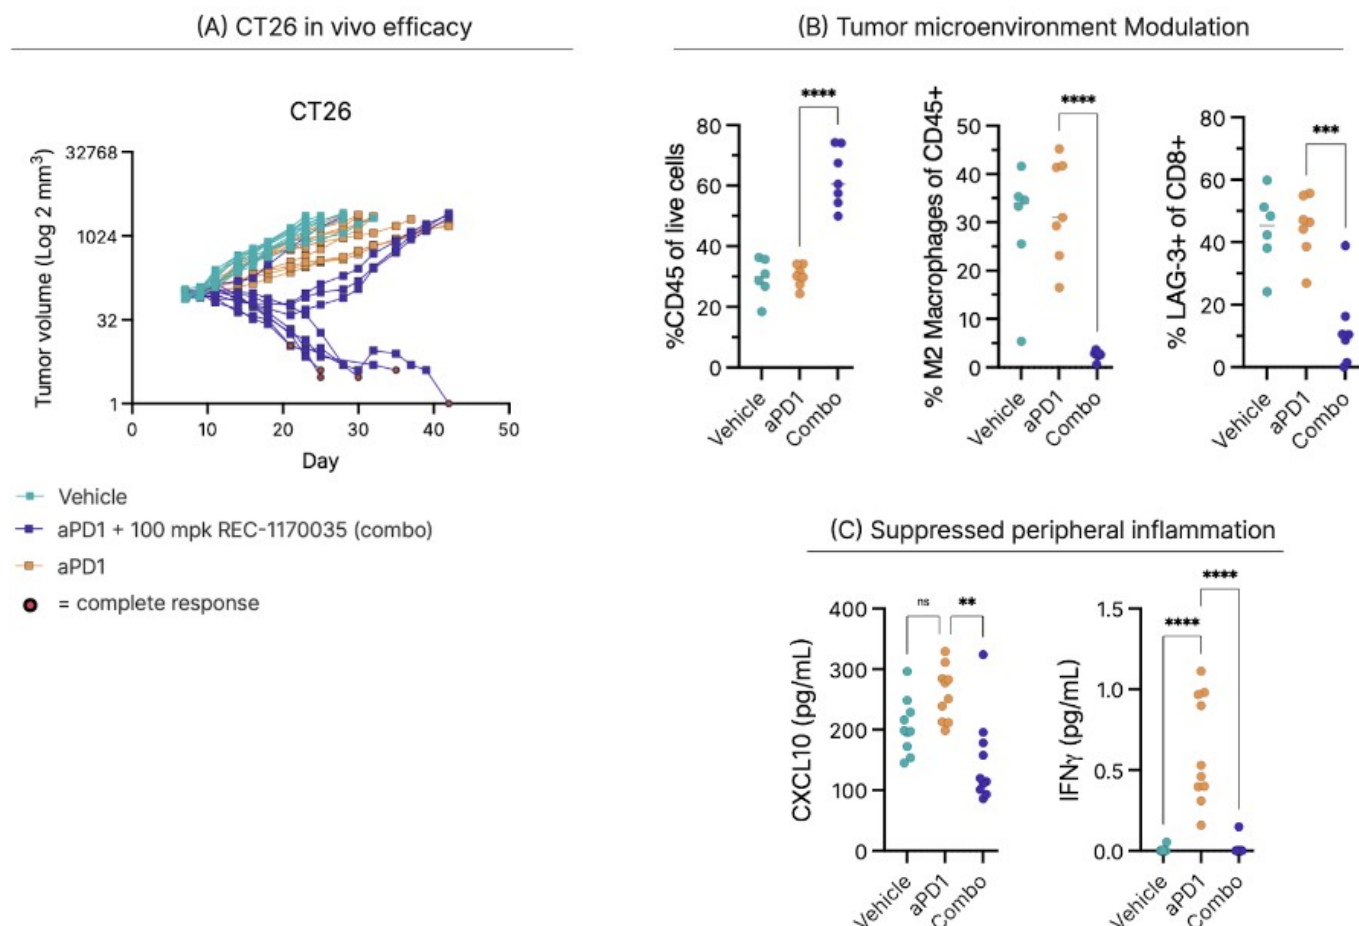 (A) CT26 in vivo efficacy
CT26
Tumor volume (Log 2 mm³)
32768
1024
32
1
0 10 20 30 40 50
Day
Vehicle
aPD1 + 100 mpk REC-1170035 (combo)
aPD1
= complete response
(B) Tumor microenvironment Modulation
%CD45 of live cells
80
60
40
20
0
****
Vehicle
aPD1
Combo
% M2 Macrophages of CD45+
50
40
30
20
10
0
****
Vehicle
aPD1
Combo
% LAG-3+ of CD8+
80
60
40
20
0
***
Vehicle
aPD1
Combo
(C) Suppressed peripheral inflammation
CXCL10 (pg/mL)
400
300
200
100
0
ns
**
Vehicle
aPD1
Combo
IFNγ (pg/mL)
1.5
1.0
0.5
0.0
****
****
Vehicle
aPD1
Combo